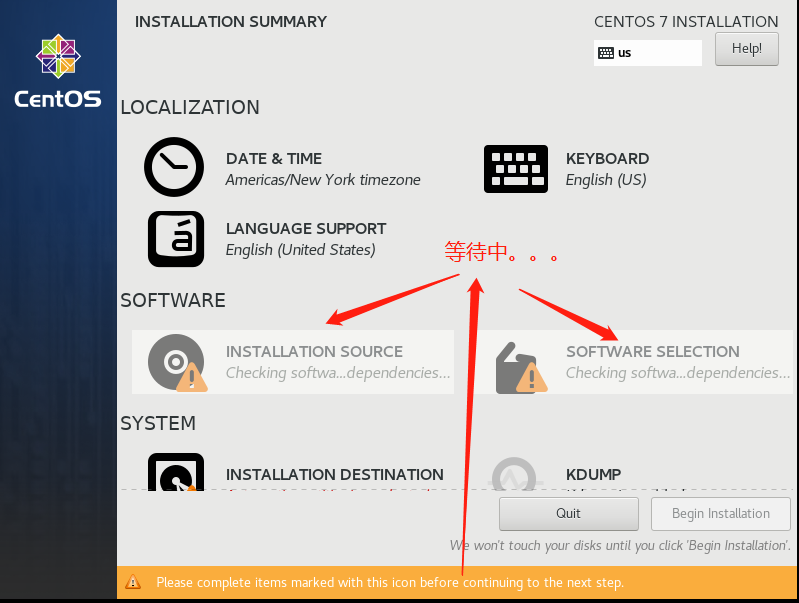 INSTALLATION SUMMARY
CENTOS 7 INSTALLATION
us
Help!
CentOS
LOCALIZATION
DATE & TIME
Americas/New York timezone
KEYBOARD
English (US)
á
LANGUAGE SUPPORT
English (United States)
等待中。。。
SOFTWARE
INSTALLATION SOURCE
Checking softwa...dependencies...
SOFTWARE SELECTION
Checking softwa...dependencies...
SYSTEM
INSTALLATION DESTINATION
KDUMP
Quit
Begin Installation
We won't touch your disks until you click 'Begin Installation'.
Please complete items marked with this icon before continuing to the next step.